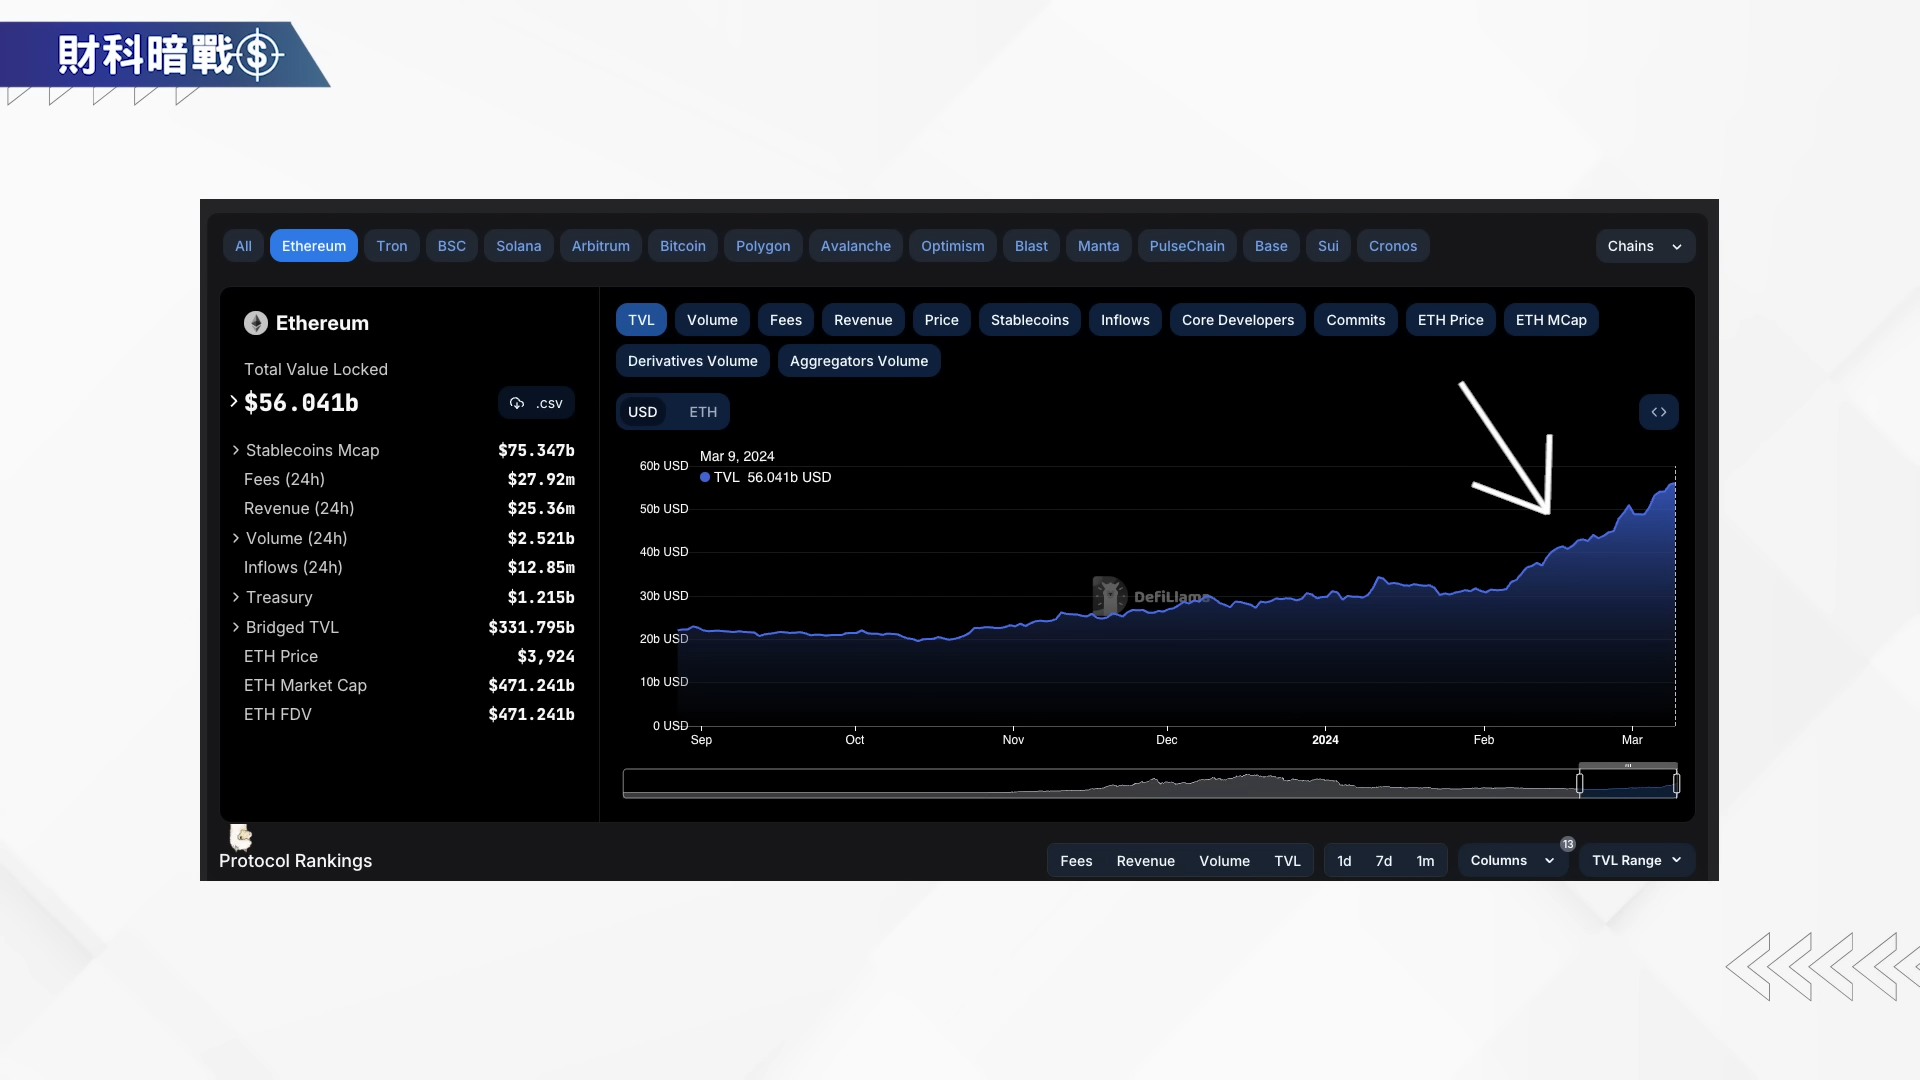 財科暗戰$
All Ethereum Tron BSC Solana Arbitrum Bitcoin Polygon Avalanche Optimism Blast Manta PulseChain Base Sui Cronos Chains
Ethereum
Total Value Locked
$56.041b .csv
Stablecoins Mcap $75.347b
Fees (24h) $27.92m
Revenue (24h) $25.36m
Volume (24h) $2.521b
Inflows (24h) $12.85m
Treasury $1.215b
Bridged TVL $331.795b
ETH Price $3,924
ETH Market Cap $471.241b
ETH FDV $471.241b
TVL Volume Fees Revenue Price Stablecoins Inflows Core Developers Commits ETH Price ETH MCap
Derivatives Volume Aggregators Volume
USD ETH
Mar 9, 2024
TVL 56.041b USD
60b USD
50b USD
40b USD
30b USD
20b USD
10b USD
0 USD
DefiLlama
Sep Oct Nov Dec 2024 Feb Mar
Protocol Rankings
Fees Revenue Volume TVL 1d 7d 1m Columns 13 TVL Range